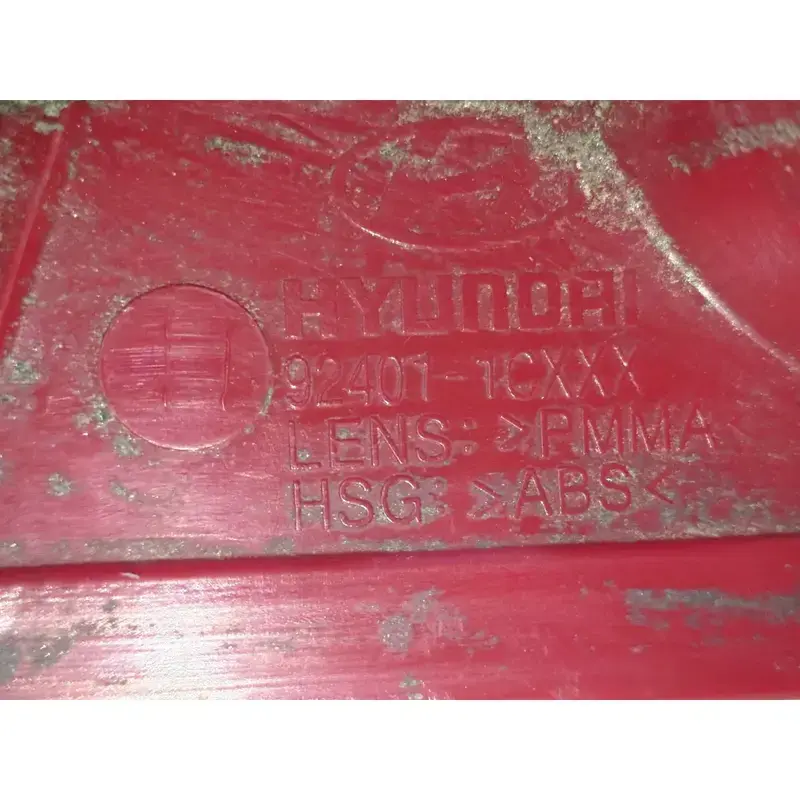 HYUNDAI
92401-1CXXX
LENS: >PMMA<
HSG: >ABS<